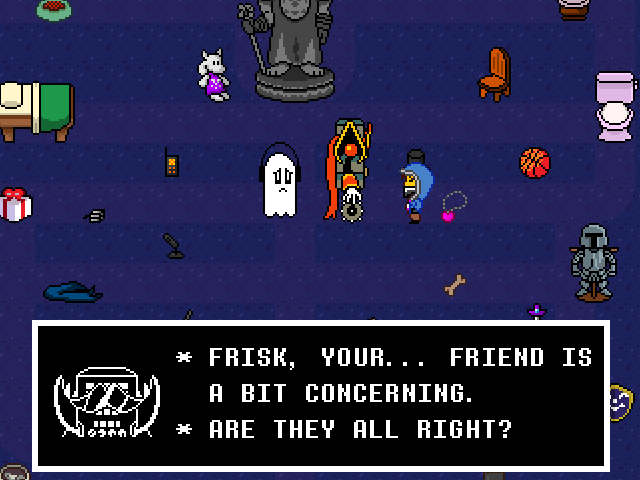 * FRISK, YOUR... FRIEND IS
A BIT CONCERNING.
* ARE THEY ALL RIGHT?